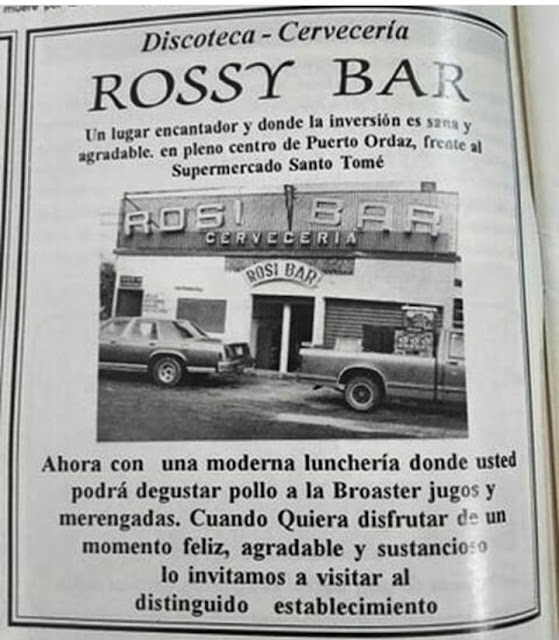 Discoteca - Cervecería
ROSSY BAR
Un lugar encantador y donde la inversión es sana y
agradable. en pleno centro de Puerto Ordaz, frente al
Supermercado Santo Tomé
ROSI BAR
CERVECERIA
ROSI BAR
Ahora con una moderna lunchería donde usted
podrá degustar pollo a la Broaster jugos y
merengadas. Cuando Quiera disfrutar de un
momento feliz, agradable y sustancioso
lo invitamos a visitar al
distinguido establecimiento